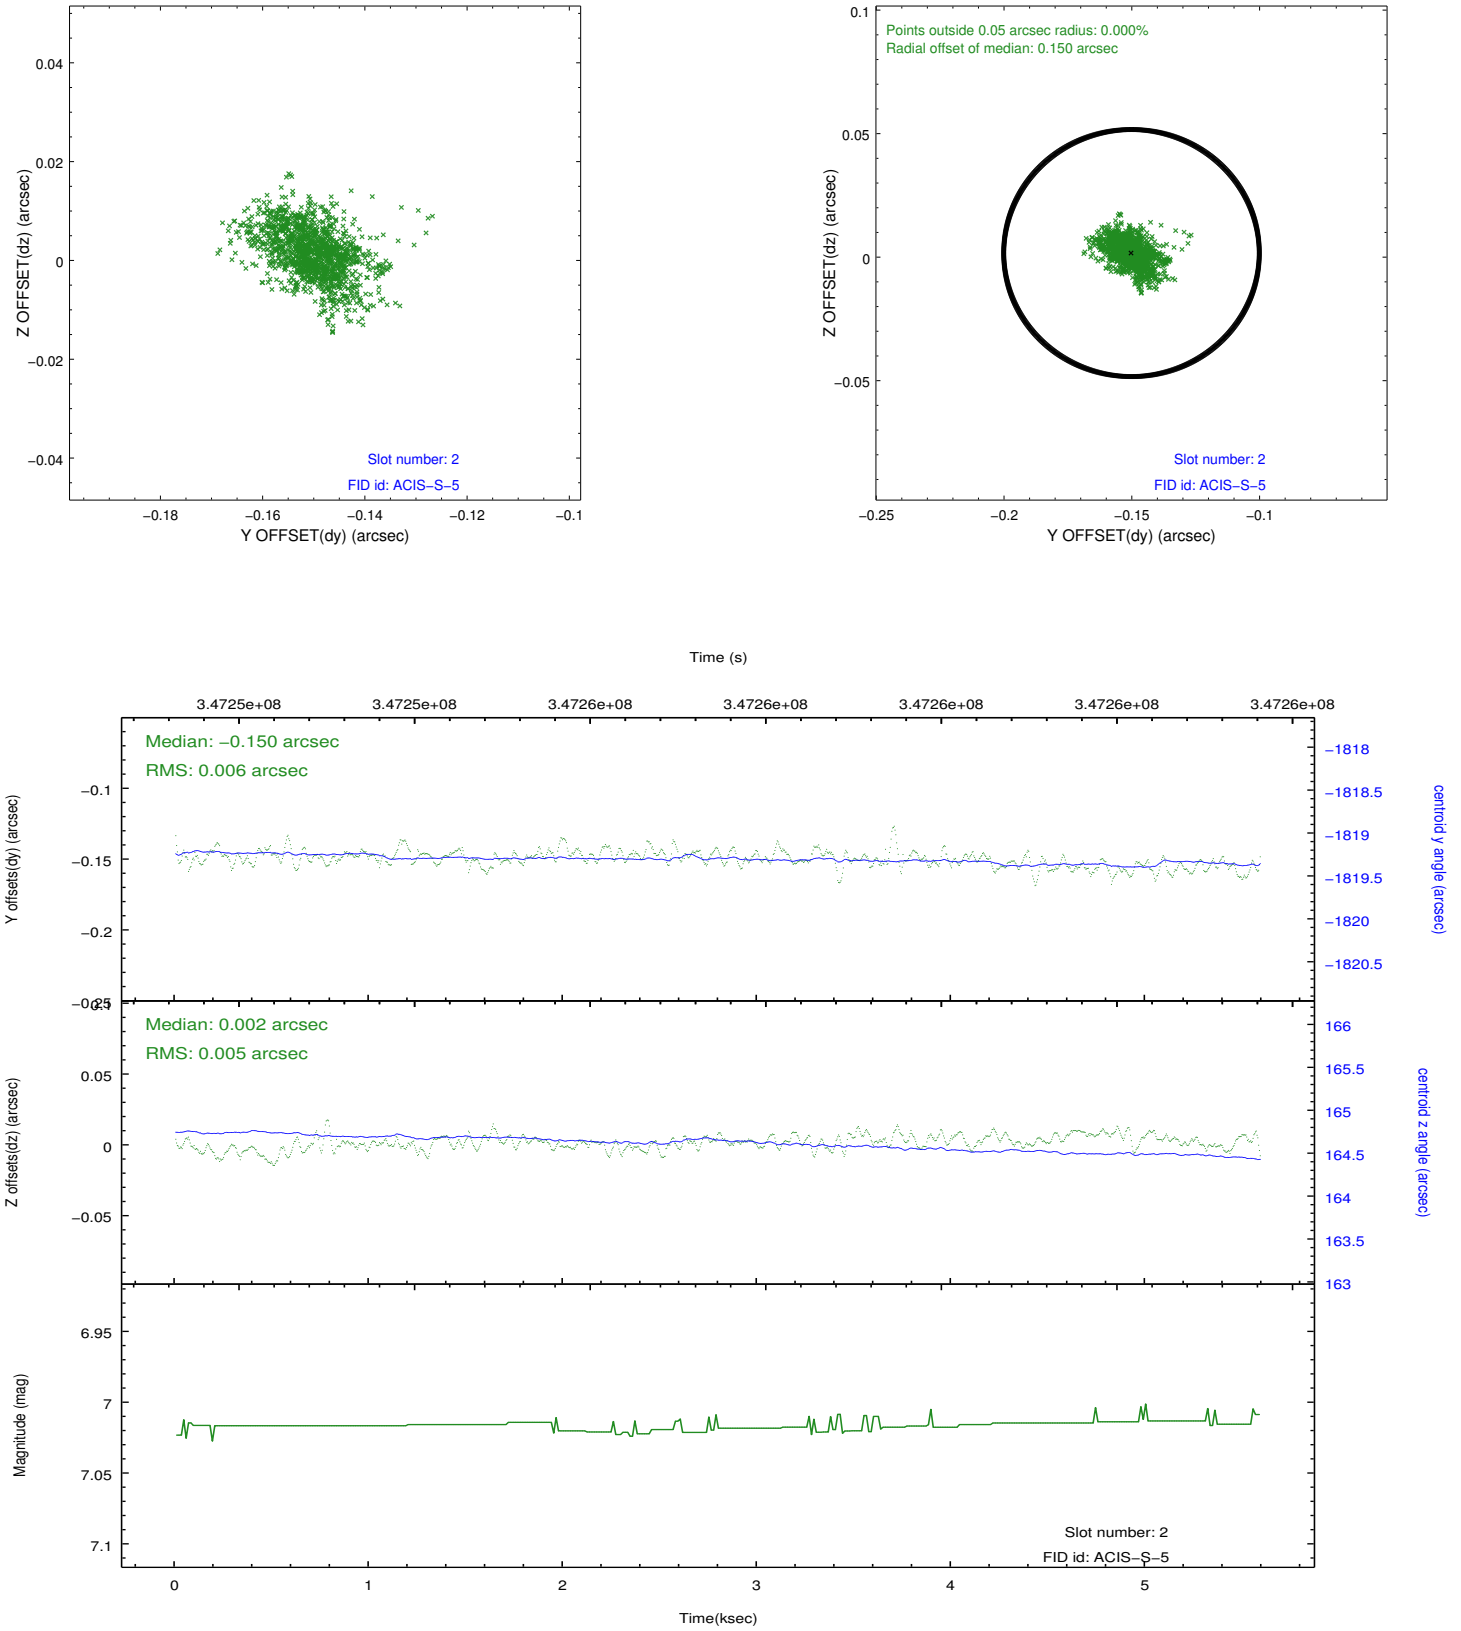 0.04
0.02
0
−0.02
−0.04
Z OFFSET(dz) (arcsec)
Slot number: 2
FID id: ACIS−S−5
−0.18
−0.16
−0.14
−0.12
−0.1
Y OFFSET(dy) (arcsec)
0.1
0.05
0
−0.05
Z OFFSET(dz) (arcsec)
Points outside 0.05 arcsec radius: 0.000%
Radial offset of median: 0.150 arcsec
Slot number: 2
FID id: ACIS−S−5
−0.25
−0.2
−0.15
−0.1
Y OFFSET(dy) (arcsec)
Time (s)
3.4725e+08
3.4725e+08
3.4726e+08
3.4726e+08
3.4726e+08
3.4726e+08
3.4726e+08
Median: −0.150 arcsec
RMS: 0.006 arcsec
−0.1
−0.15
−0.2
−0.25
Y offsets(dy) (arcsec)
−1818
−1818.5
−1819
−1819.5
−1820
−1820.5
centroid y angle (arcsec)
Median: 0.002 arcsec
RMS: 0.005 arcsec
0.1
0.05
0
−0.05
Z offsets(dz) (arcsec)
166
165.5
165
164.5
164
163.5
163
centroid z angle (arcsec)
6.95
7
7.05
7.1
Magnitude (mag)
Slot number: 2
FID id: ACIS−S−5
0
1
2
3
4
5
Time(ksec)